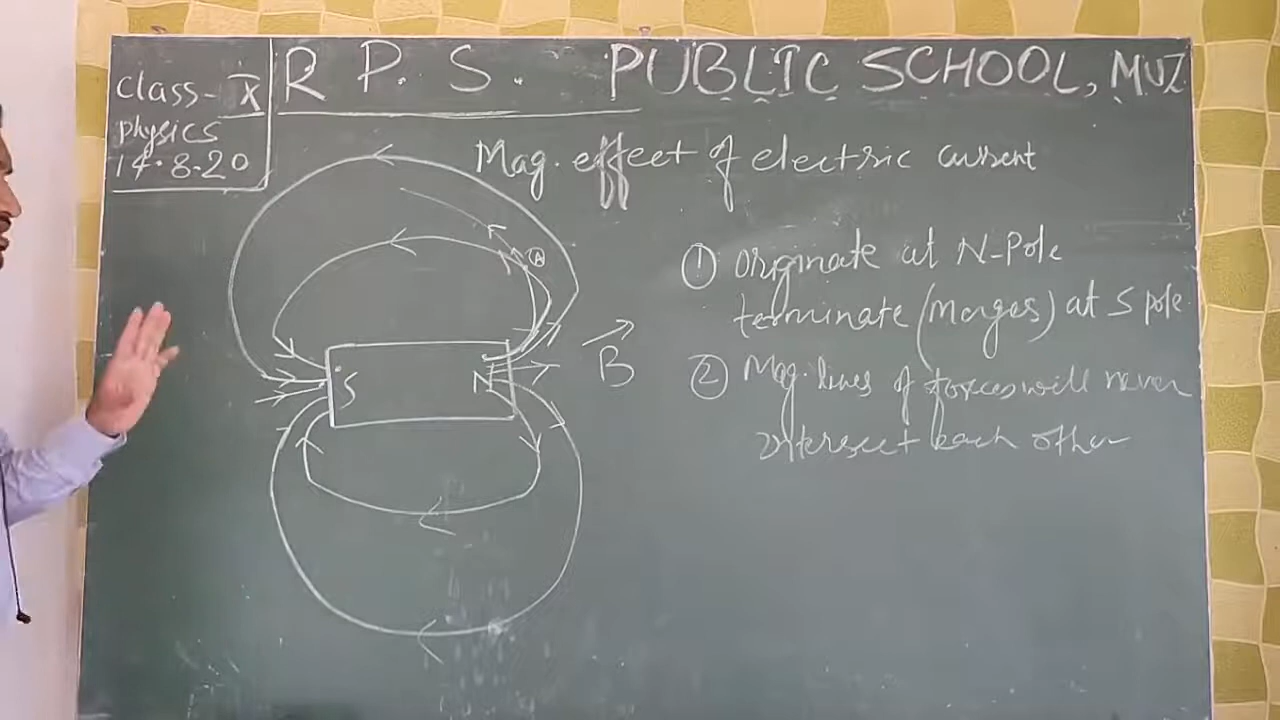 class- X
physics
14.8.20
R P. S. PUBLIC SCHOOL, MUZ
Mag. effect of electric current
① Originate at N-Pole
terminate (Merges) at S pole
② Mag. lines of forces will never
intersect each other
A
B
S
N